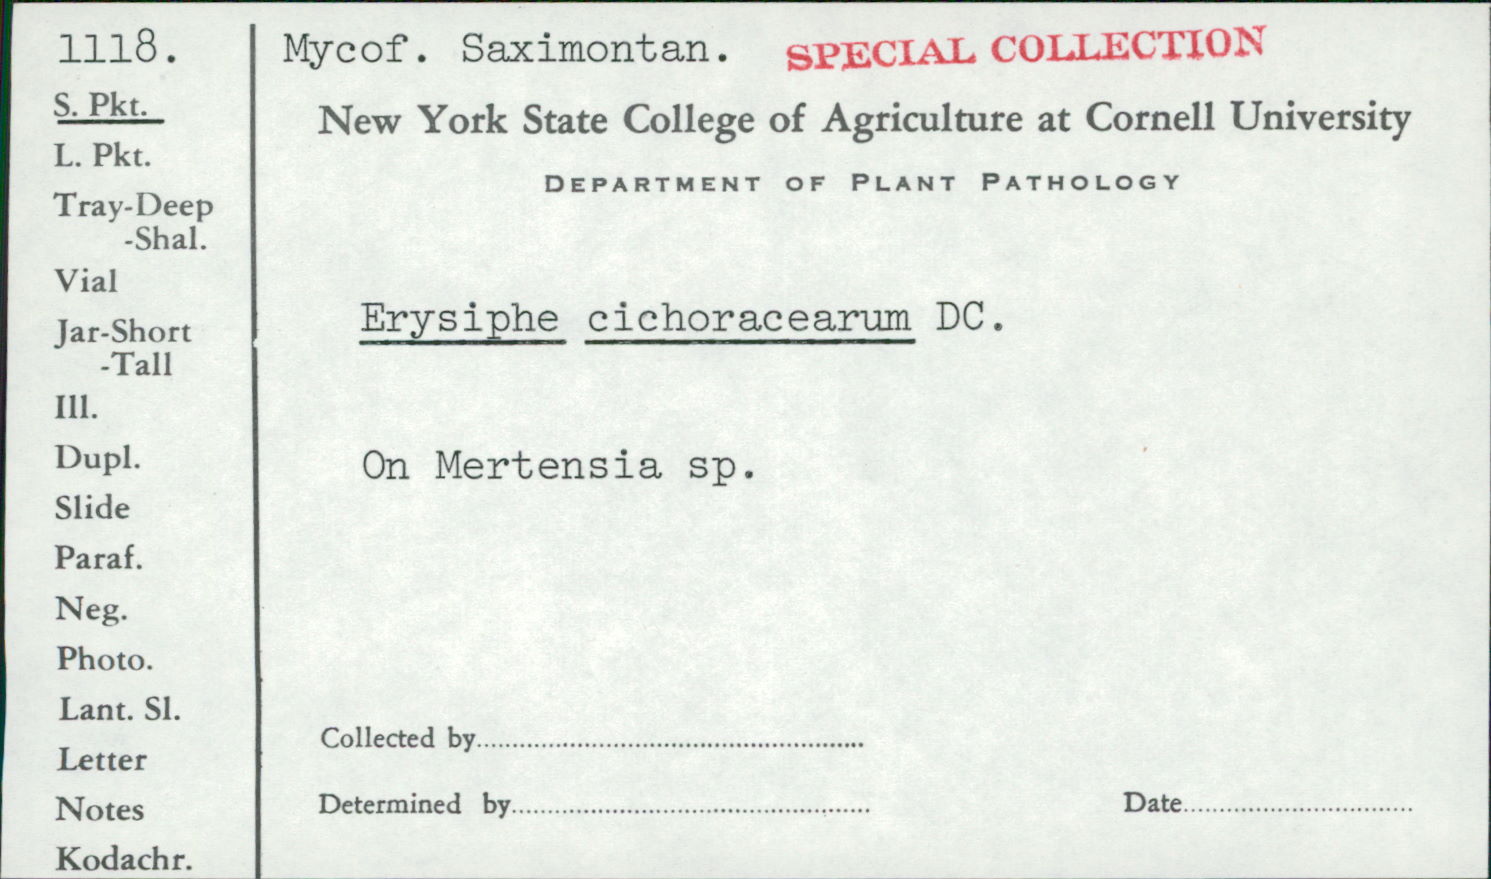 1118.
S. Pkt.
L. Pkt.
Tray-Deep
-Shal.
Vial
Jar-Short
-Tall
Ill.
Dupl.
Slide
Paraf.
Neg.
Photo.
Lant. Sl.
Letter
Notes
Kodachr.
Mycof. Saximontan. SPECIAL COLLECTION
New York State College of Agriculture at Cornell University
DEPARTMENT OF PLANT PATHOLOGY
Erysiphe cichoracearum DC.
On Mertensia sp.
Collected by
Determined by
Date